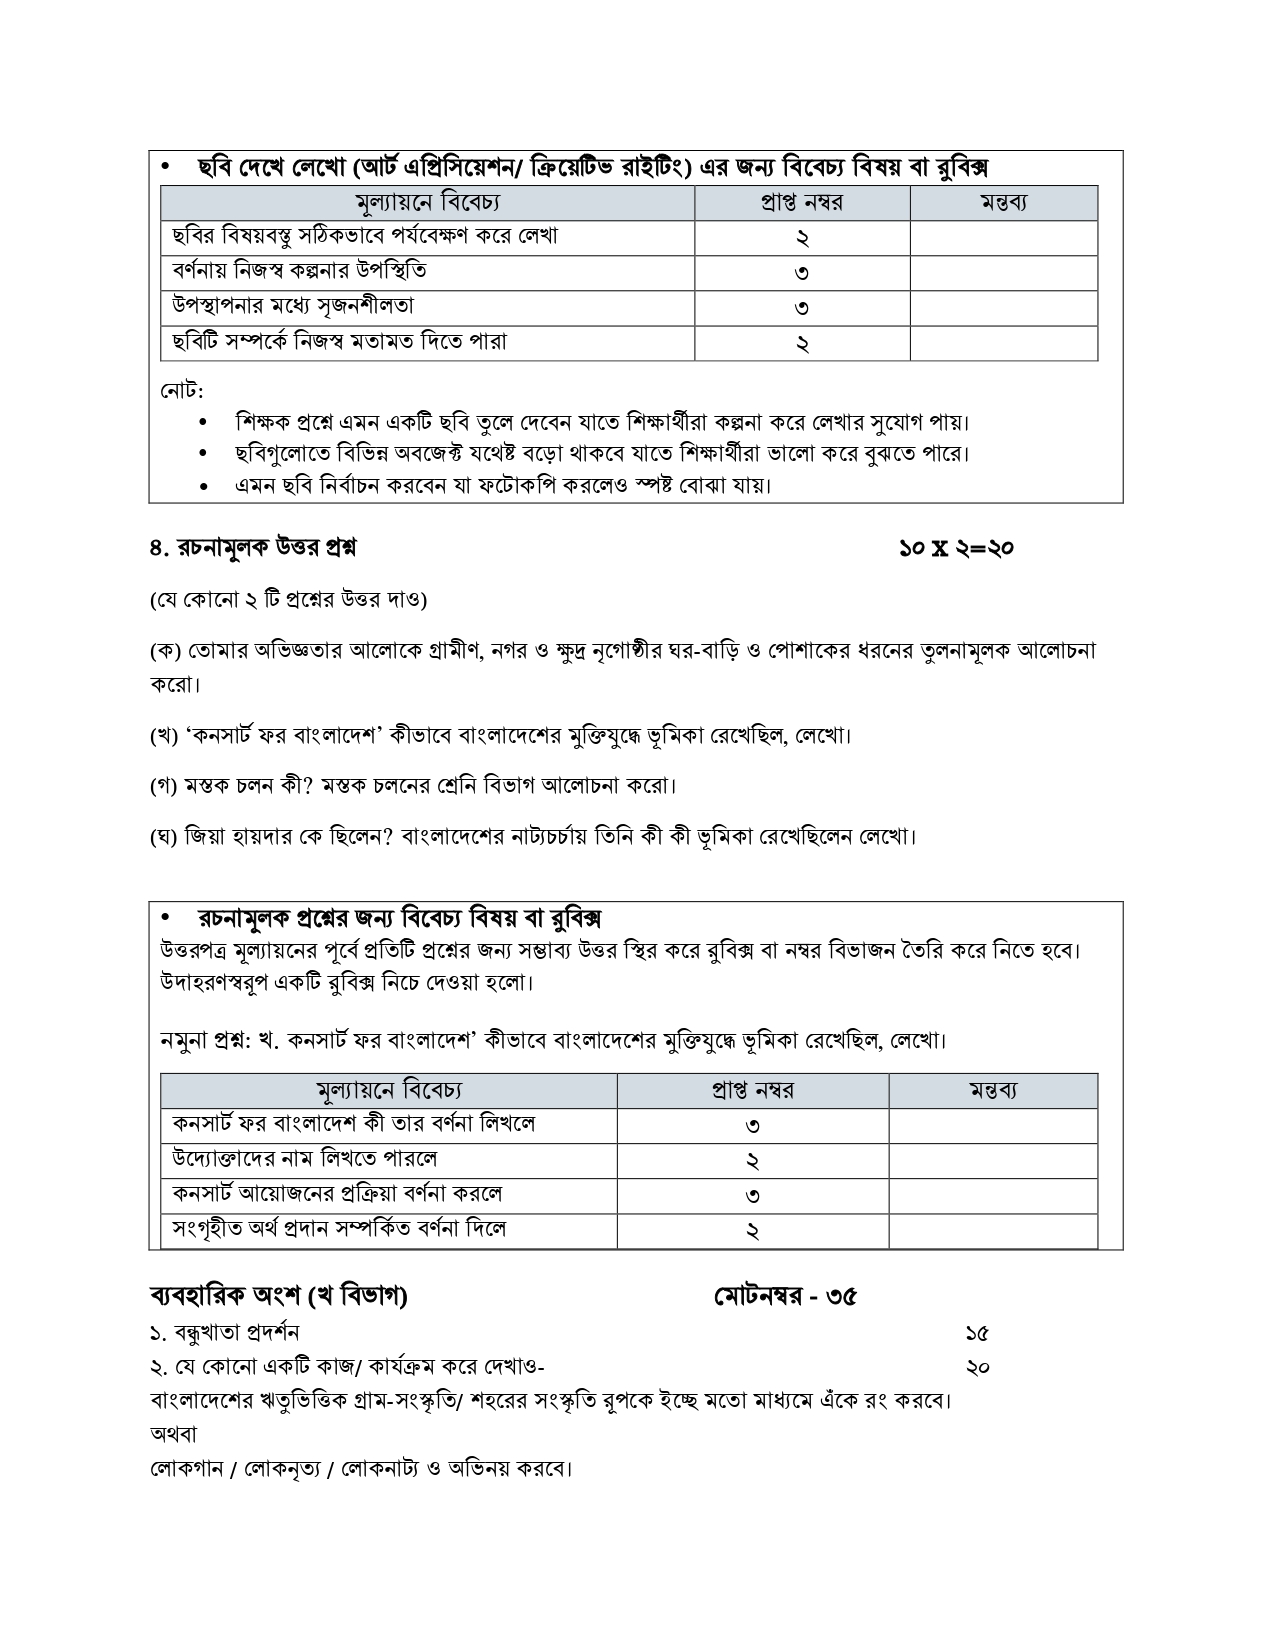 • ছবি দেখে লেখো (আর্ট এপ্রিসিয়েশন/ ক্রিয়েটিভ রাইটিং) এর জন্য বিবেচ্য বিষয় বা রুবিক্স
মূল্যায়নে বিবেচ্য প্রাপ্ত নম্বর মন্তব্য
ছবির বিষয়বস্তু সঠিকভাবে পর্যবেক্ষণ করে লেখা ২
বর্ণনায় নিজস্ব কল্পনার উপস্থিতি ৩
উপস্থাপনার মধ্যে সৃজনশীলতা ৩
ছবিটি সম্পর্কে নিজস্ব মতামত দিতে পারা ২
নোট:
• শিক্ষক প্রশ্নে এমন একটি ছবি তুলে দেবেন যাতে শিক্ষার্থীরা কল্পনা করে লেখার সুযোগ পায়।
• ছবিগুলোতে বিভিন্ন অবজেক্ট যথেষ্ট বড়ো থাকবে যাতে শিক্ষার্থীরা ভালো করে বুঝতে পারে।
• এমন ছবি নির্বাচন করবেন যা ফটোকপি করলেও স্পষ্ট বোঝা যায়।
৪. রচনামূলক উত্তর প্রশ্ন ১০ X ২=২০
(যে কোনো ২ টি প্রশ্নের উত্তর দাও)
(ক) তোমার অভিজ্ঞতার আলোকে গ্রামীণ, নগর ও ক্ষুদ্র নৃগোষ্ঠীর ঘর-বাড়ি ও পোশাকের ধরনের তুলনামূলক আলোচনা
করো।
(খ) ‘কনসার্ট ফর বাংলাদেশ’ কীভাবে বাংলাদেশের মুক্তিযুদ্ধে ভূমিকা রেখেছিল, লেখো।
(গ) মস্তক চলন কী? মস্তক চলনের শ্রেনি বিভাগ আলোচনা করো।
(ঘ) জিয়া হায়দার কে ছিলেন? বাংলাদেশের নাট্যচর্চায় তিনি কী কী ভূমিকা রেখেছিলেন লেখো।
• রচনামূলক প্রশ্নের জন্য বিবেচ্য বিষয় বা রুবিক্স
উত্তরপত্র মূল্যায়নের পূর্বে প্রতিটি প্রশ্নের জন্য সম্ভাব্য উত্তর স্থির করে রুবিক্স বা নম্বর বিভাজন তৈরি করে নিতে হবে।
উদাহরণস্বরূপ একটি রুবিক্স নিচে দেওয়া হলো।
নমুনা প্রশ্ন: খ. কনসার্ট ফর বাংলাদেশ’ কীভাবে বাংলাদেশের মুক্তিযুদ্ধে ভূমিকা রেখেছিল, লেখো।
মূল্যায়নে বিবেচ্য প্রাপ্ত নম্বর মন্তব্য
কনসার্ট ফর বাংলাদেশ কী তার বর্ণনা লিখলে ৩
উদ্যোক্তাদের নাম লিখতে পারলে ২
কনসার্ট আয়োজনের প্রক্রিয়া বর্ণনা করলে ৩
সংগৃহীত অর্থ প্রদান সম্পর্কিত বর্ণনা দিলে ২
ব্যবহারিক অংশ (খ বিভাগ) মোটনম্বর - ৩৫
১. বন্ধুখাতা প্রদর্শন ১৫
২. যে কোনো একটি কাজ/ কার্যক্রম করে দেখাও- ২০
বাংলাদেশের ঋতুভিত্তিক গ্রাম-সংস্কৃতি/ শহরের সংস্কৃতি রূপকে ইচ্ছে মতো মাধ্যমে এঁকে রং করবে।
অথবা
লোকগান / লোকনৃত্য / লোকনাট্য ও অভিনয় করবে।